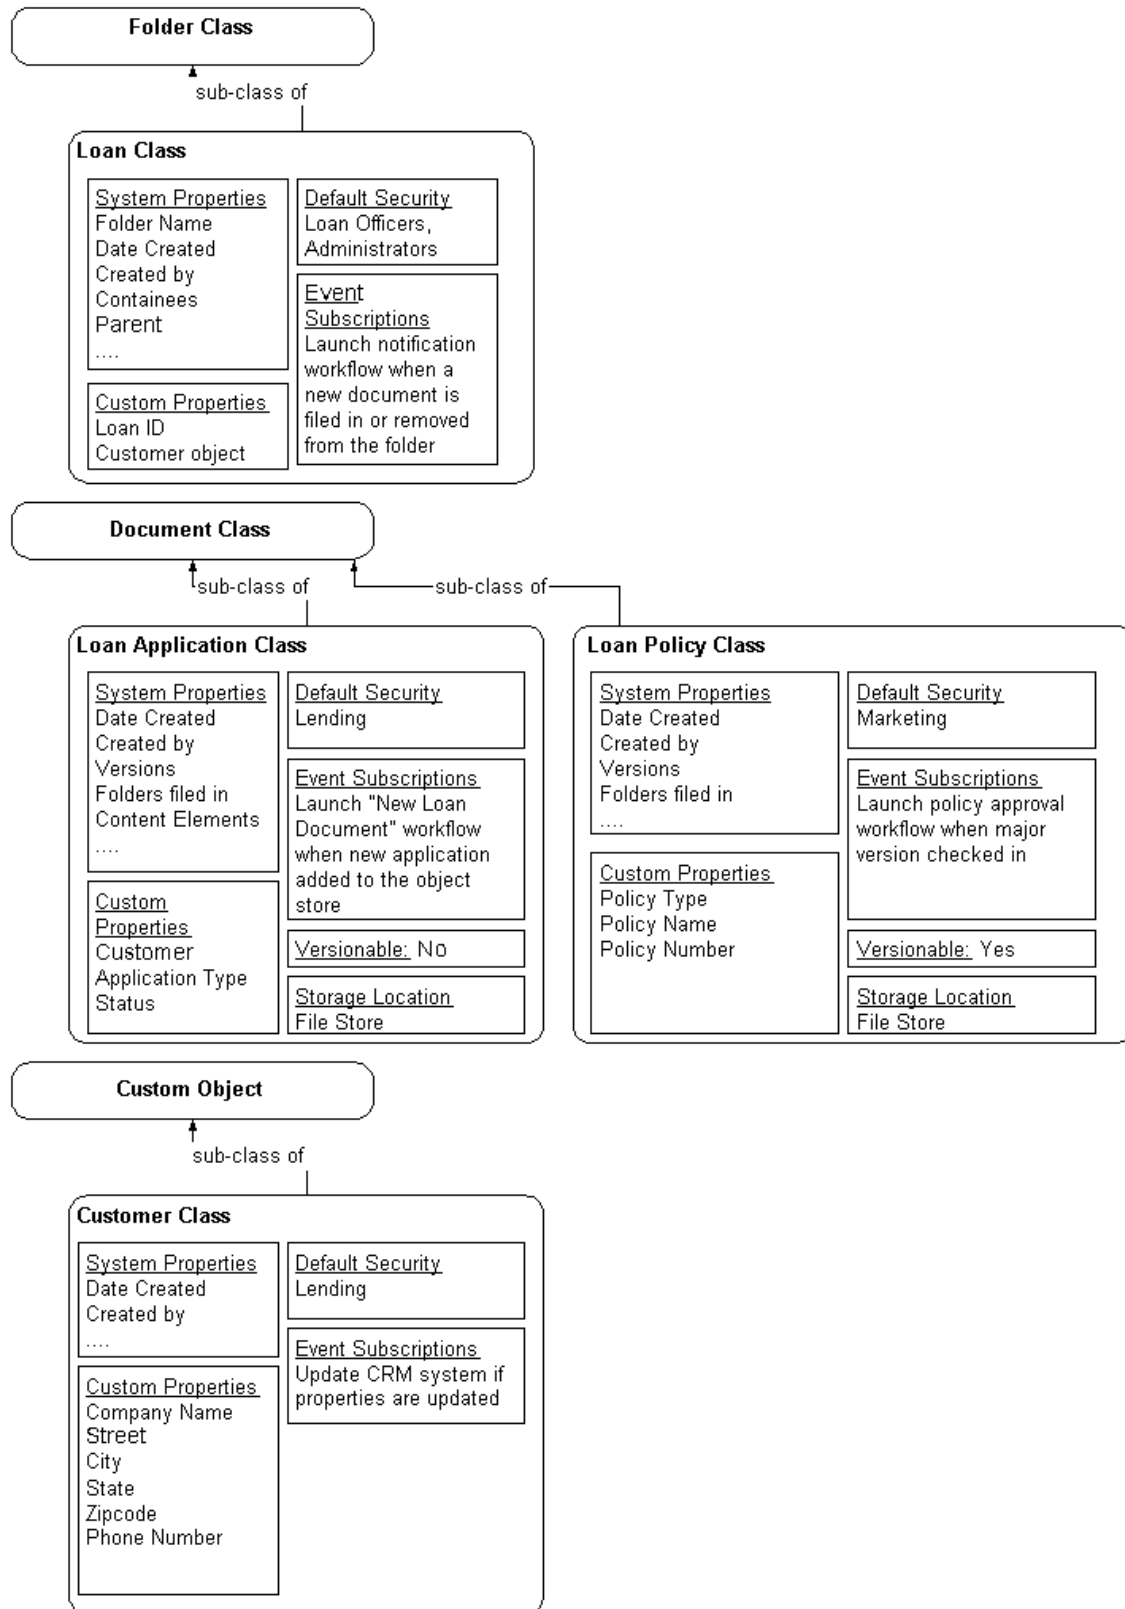 Folder Class
sub-class of
Loan Class
System Properties
Folder Name
Date Created
Created by
Containees
Parent
....
Custom Properties
Loan ID
Customer object
Default Security
Loan Officers,
Administrators
Event
Subscriptions
Launch notification
workflow when a
new document is
filed in or removed
from the folder
Document Class
sub-class of
sub-class of
Loan Application Class
System Properties
Date Created
Created by
Versions
Folders filed in
Content Elements
....
Custom
Properties
Customer
Application Type
Status
Default Security
Lending
Event Subscriptions
Launch "New Loan
Document" workflow
when new application
added to the object
store
Versionable: No
Storage Location
File Store
Loan Policy Class
System Properties
Date Created
Created by
Versions
Folders filed in
....
Custom Properties
Policy Type
Policy Name
Policy Number
Default Security
Marketing
Event Subscriptions
Launch policy approval
workflow when major
version checked in
Versionable: Yes
Storage Location
File Store
Custom Object
sub-class of
Customer Class
System Properties
Date Created
Created by
....
Custom Properties
Company Name
Street
City
State
Zipcode
Phone Number
Default Security
Lending
Event Subscriptions
Update CRM system if
properties are updated